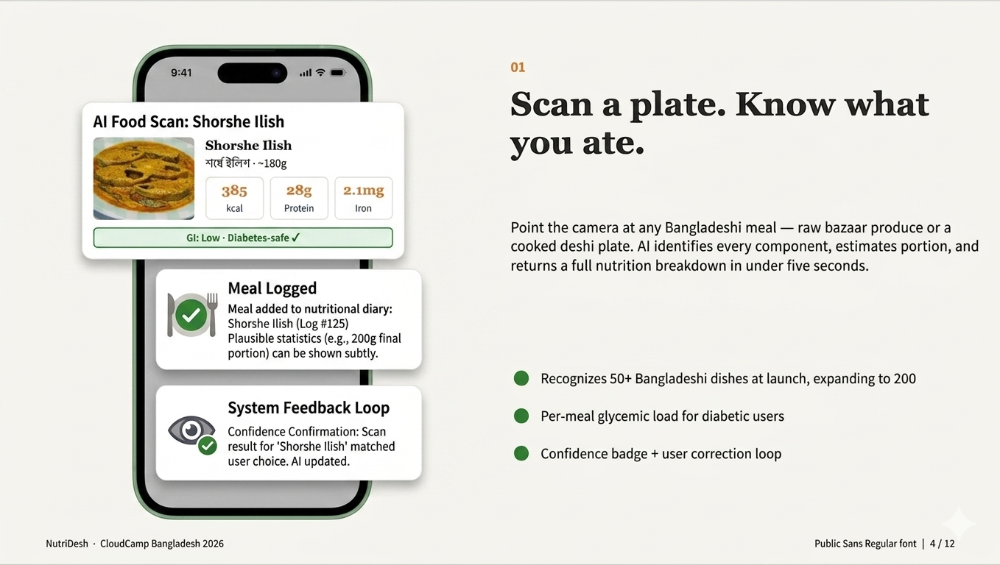 9:41
AI Food Scan: Shorshe Ilish
Shorshe Ilish
শর্ষে ইলিশ · ~180g
385
kcal
28g
Protein
2.1mg
Iron
GI: Low · Diabetes-safe ✓
Meal Logged
Meal added to nutritional diary:
Shorshe Ilish (Log #125)
Plausible statistics (e.g., 200g final
portion) can be shown subtly.
System Feedback Loop
Confidence Confirmation: Scan
result for 'Shorshe Ilish' matched
user choice. AI updated.
01
Scan a plate. Know what
you ate.
Point the camera at any Bangladeshi meal — raw bazaar produce or a
cooked deshi plate. AI identifies every component, estimates portion, and
returns a full nutrition breakdown in under five seconds.
Recognizes 50+ Bangladeshi dishes at launch, expanding to 200
Per-meal glycemic load for diabetic users
Confidence badge + user correction loop
NutriDesh · CloudCamp Bangladesh 2026
Public Sans Regular font | 4 / 12